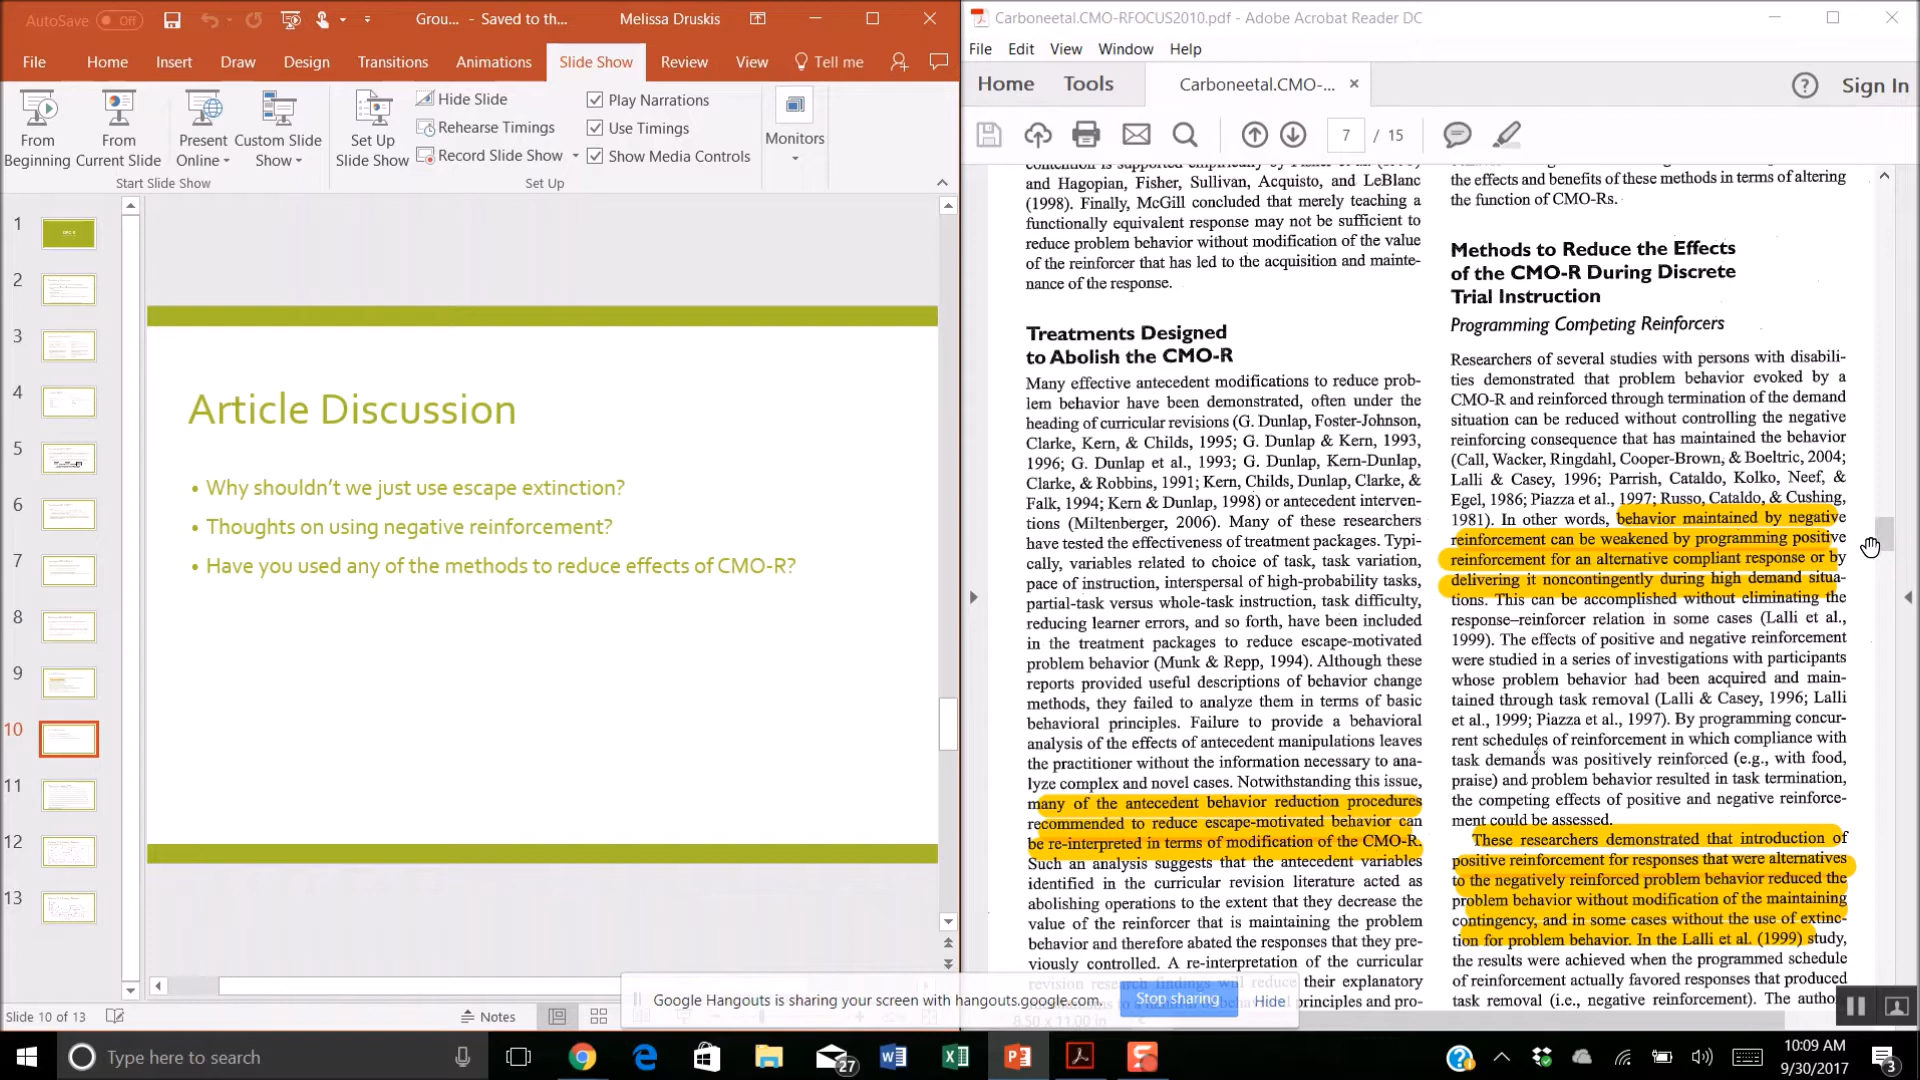 AutoSave Off
Grou... - Saved to th...
Melissa Druskis
File Home Insert Draw Design Transitions Animations Slide Show Review View Tell me
From Beginning
From Current Slide
Present Online
Custom Slide Show
Start Slide Show
Set Up Slide Show
Hide Slide
Rehearse Timings
Record Slide Show
Play Narrations
Use Timings
Show Media Controls
Set Up
Monitors
1
2
3
4
5
6
7
8
9
10
11
12
13
Article Discussion
• Why shouldn't we just use escape extinction?
• Thoughts on using negative reinforcement?
• Have you used any of the methods to reduce effects of CMO-R?
Slide 10 of 13
Notes
Carboneetal.CMO-RFOCUS2010.pdf - Adobe Acrobat Reader DC
File Edit View Window Help
Home Tools
Carboneetal.CMO-...
Sign In
7 / 15
and Hagopian, Fisher, Sullivan, Acquisto, and LeBlanc
(1998). Finally, McGill concluded that merely teaching a
functionally equivalent response may not be sufficient to
reduce problem behavior without modification of the value
of the reinforcer that has led to the acquisition and mainte-
nance of the response.
Treatments Designed
to Abolish the CMO-R
Many effective antecedent modifications to reduce prob-
lem behavior have been demonstrated, often under the
heading of curricular revisions (G. Dunlap, Foster-Johnson,
Clarke, Kern, & Childs, 1995; G. Dunlap & Kern, 1993,
1996; G. Dunlap et al., 1993; G. Dunlap, Kern-Dunlap,
Clarke, & Robbins, 1991; Kern, Childs, Dunlap, Clarke, &
Falk, 1994; Kern & Dunlap, 1998) or antecedent interven-
tions (Miltenberger, 2006). Many of these researchers
have tested the effectiveness of treatment packages. Typi-
cally, variables related to choice of task, task variation,
pace of instruction, interspersal of high-probability tasks,
partial-task versus whole-task instruction, task difficulty,
reducing learner errors, and so forth, have been included
in the treatment packages to reduce escape-motivated
problem behavior (Munk & Repp, 1994). Although these
reports provided useful descriptions of behavior change
methods, they failed to analyze them in terms of basic
behavioral principles. Failure to provide a behavioral
analysis of the effects of antecedent manipulations leaves
the practitioner without the information necessary to ana-
lyze complex and novel cases. Notwithstanding this issue,
many of the antecedent behavior reduction procedures
recommended to reduce escape-motivated behavior can
be re-interpreted in terms of modification of the CMO-R.
Such an analysis suggests that the antecedent variables
identified in the curricular revision literature acted as
abolishing operations to the extent that they decrease the
value of the reinforcer that is maintaining the problem
behavior and therefore abated the responses that they pre-
viously controlled. A re-interpretation of the curricular
revision research findings will reduce their explanatory
principles and pro-
8.50 x 11.00 in
the effects and benefits of these methods in terms of altering
the function of CMO-Rs.
Methods to Reduce the Effects
of the CMO-R During Discrete
Trial Instruction
Programming Competing Reinforcers
Researchers of several studies with persons with disabili-
ties demonstrated that problem behavior evoked by a
CMO-R and reinforced through termination of the demand
situation can be reduced without controlling the negative
reinforcing consequence that has maintained the behavior
(Call, Wacker, Ringdahl, Cooper-Brown, & Boeltric, 2004;
Lalli & Casey, 1996; Parrish, Cataldo, Kolko, Neef, &
Egel, 1986; Piazza et al., 1997; Russo, Cataldo, & Cushing,
1981). In other words, behavior maintained by negative
reinforcement can be weakened by programming positive
reinforcement for an alternative compliant response or by
delivering it noncontingently during high demand situa-
tions. This can be accomplished without eliminating the
response–reinforcer relation in some cases (Lalli et al.,
1999). The effects of positive and negative reinforcement
were studied in a series of investigations with participants
whose problem behavior had been acquired and main-
tained through task removal (Lalli & Casey, 1996; Lalli
et al., 1999; Piazza et al., 1997). By programming concur-
rent schedules of reinforcement in which compliance with
task demands was positively reinforced (e.g., with food,
praise) and problem behavior resulted in task termination,
the competing effects of positive and negative reinforce-
ment could be assessed.
These researchers demonstrated that introduction of
positive reinforcement for responses that were alternatives
to the negatively reinforced problem behavior reduced the
problem behavior without modification of the maintaining
contingency, and in some cases without the use of extinc-
tion for problem behavior. In the Lalli et al. (1999) study,
the results were achieved when the programmed schedule
of reinforcement actually favored responses that produced
task removal (i.e., negative reinforcement). The
Google Hangouts is sharing your screen with hangouts.google.com.
Stop sharing
Hide
Type here to search
27
10:09 AM
9/30/2017
3